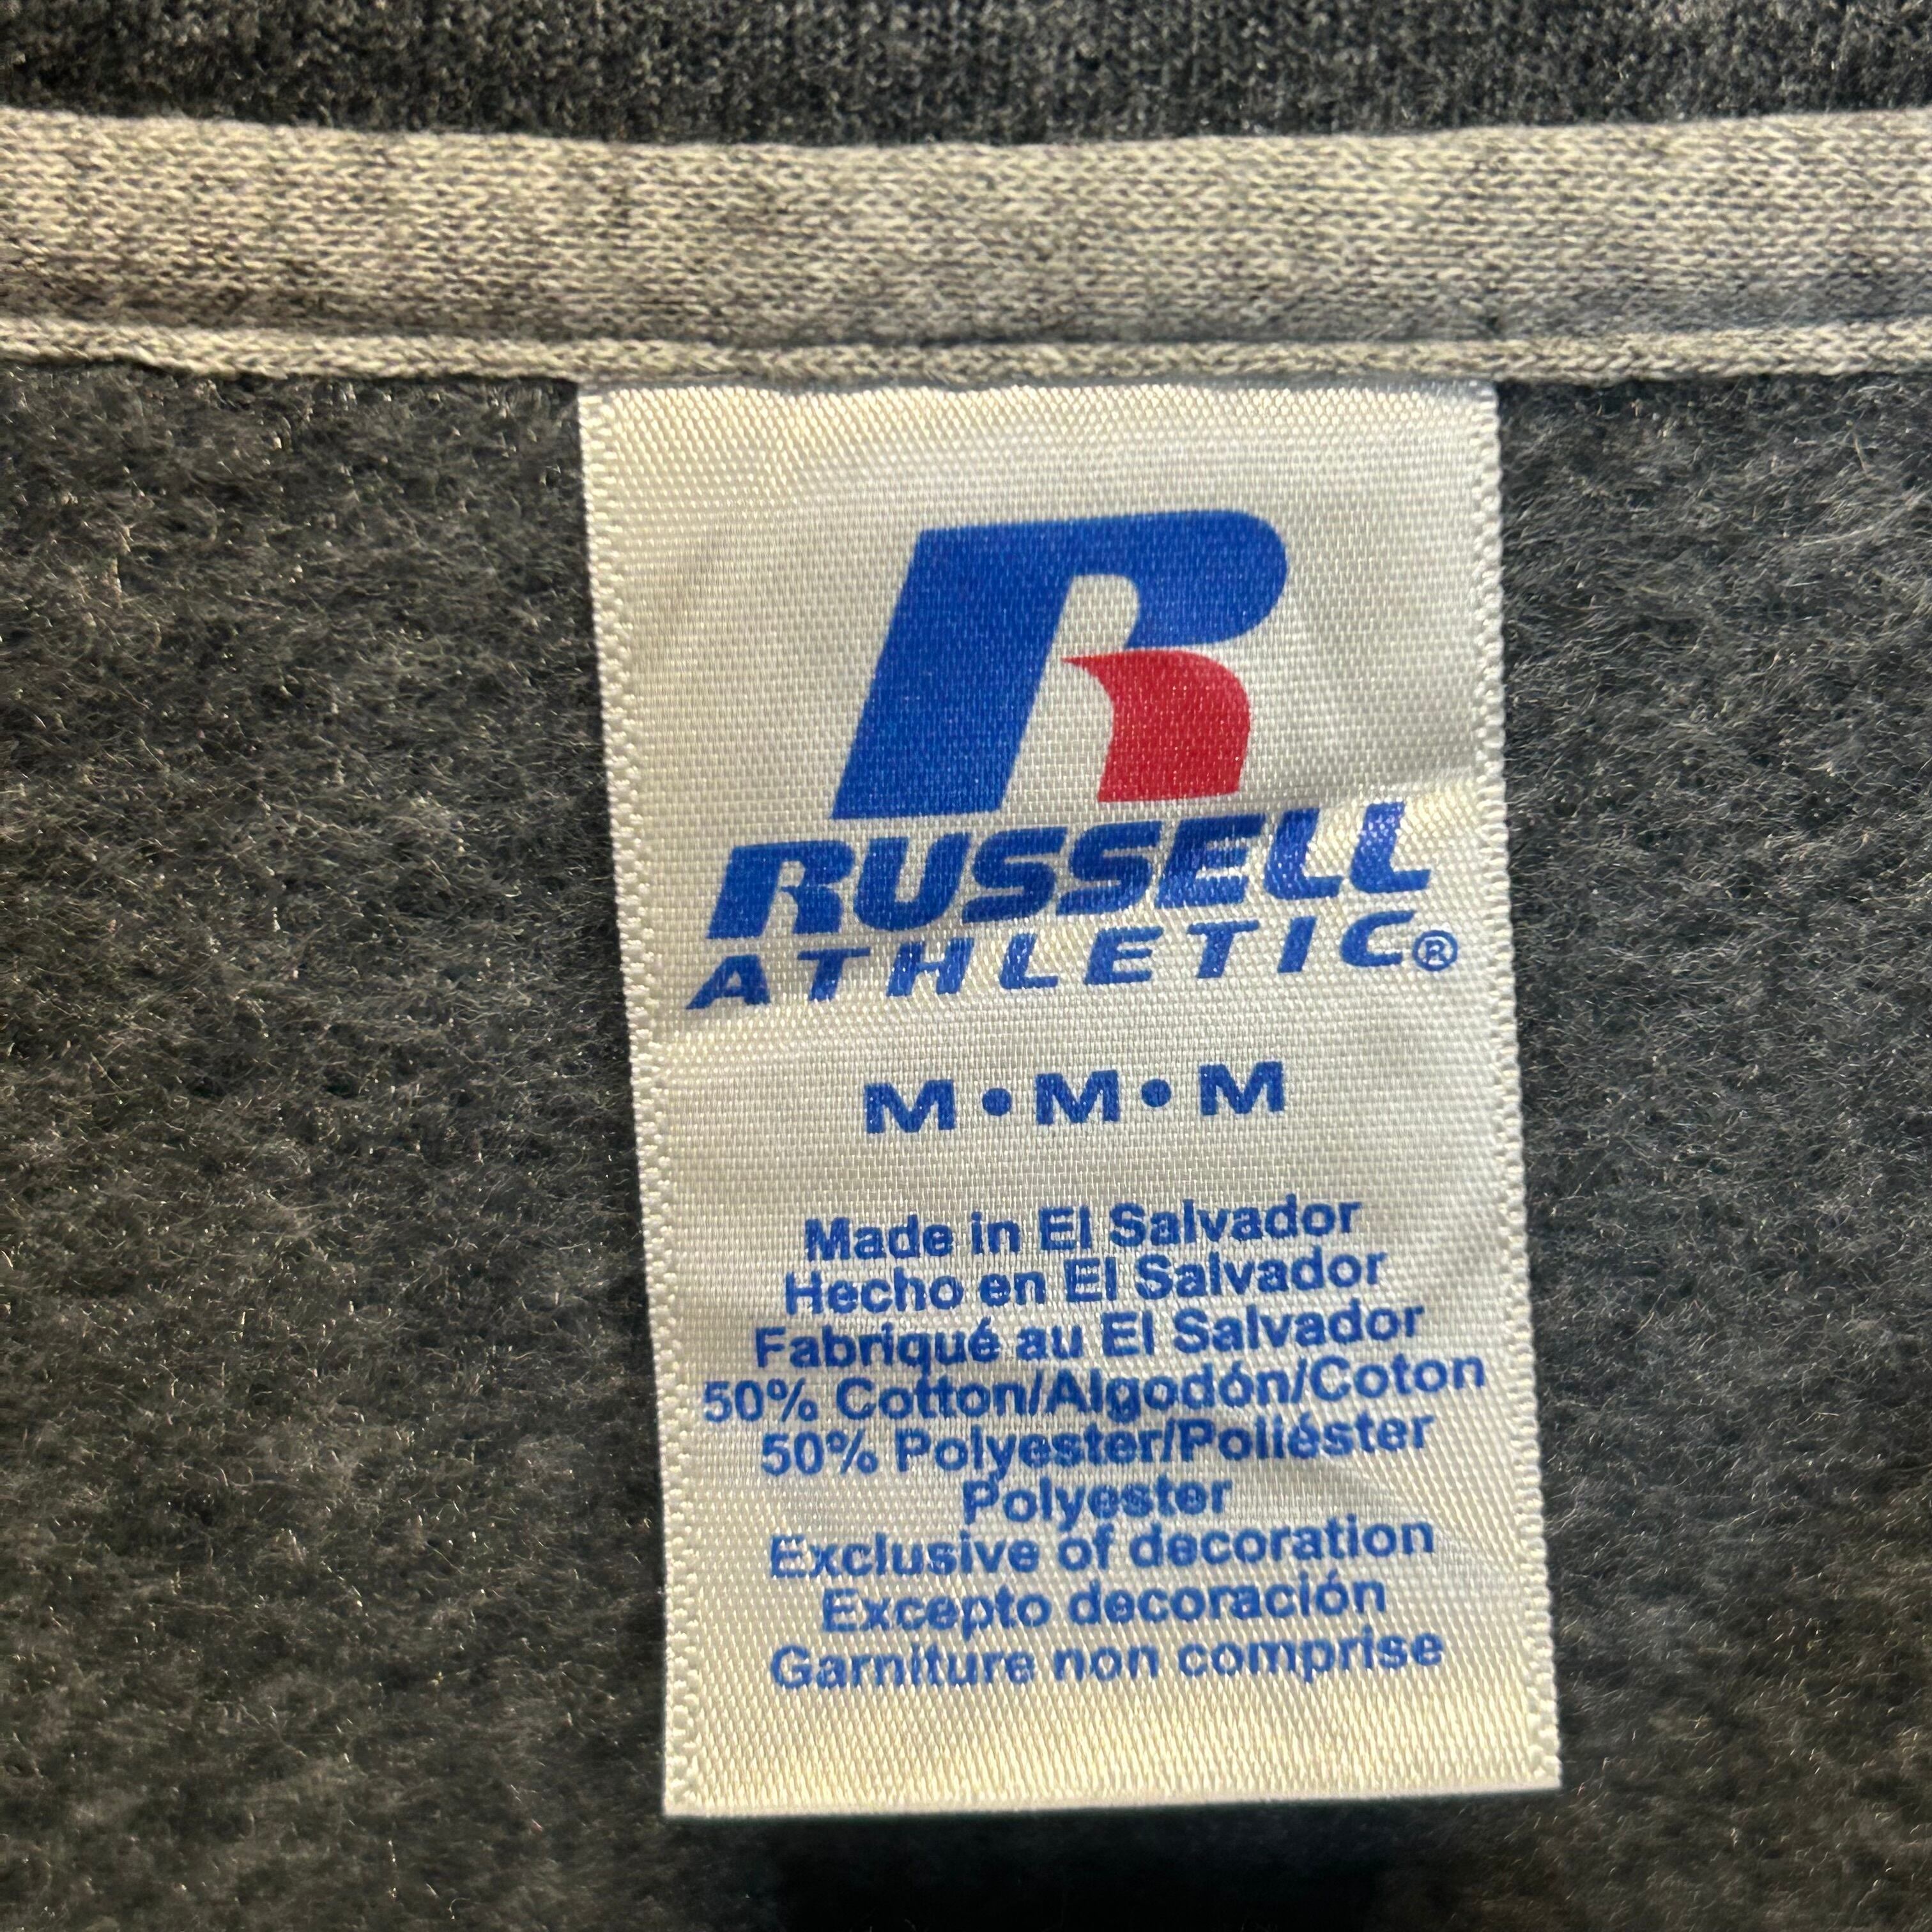 R
RUSSELL
ATHLETIC®
M•M•M
Made in El Salvador
Hecho en El Salvador
Fabriqué au El Salvador
50% Cotton/Algodón/Coton
50% Polyester/Poliéster
Polyester
Exclusive of decoration
Excepto decoración
Garniture non comprise